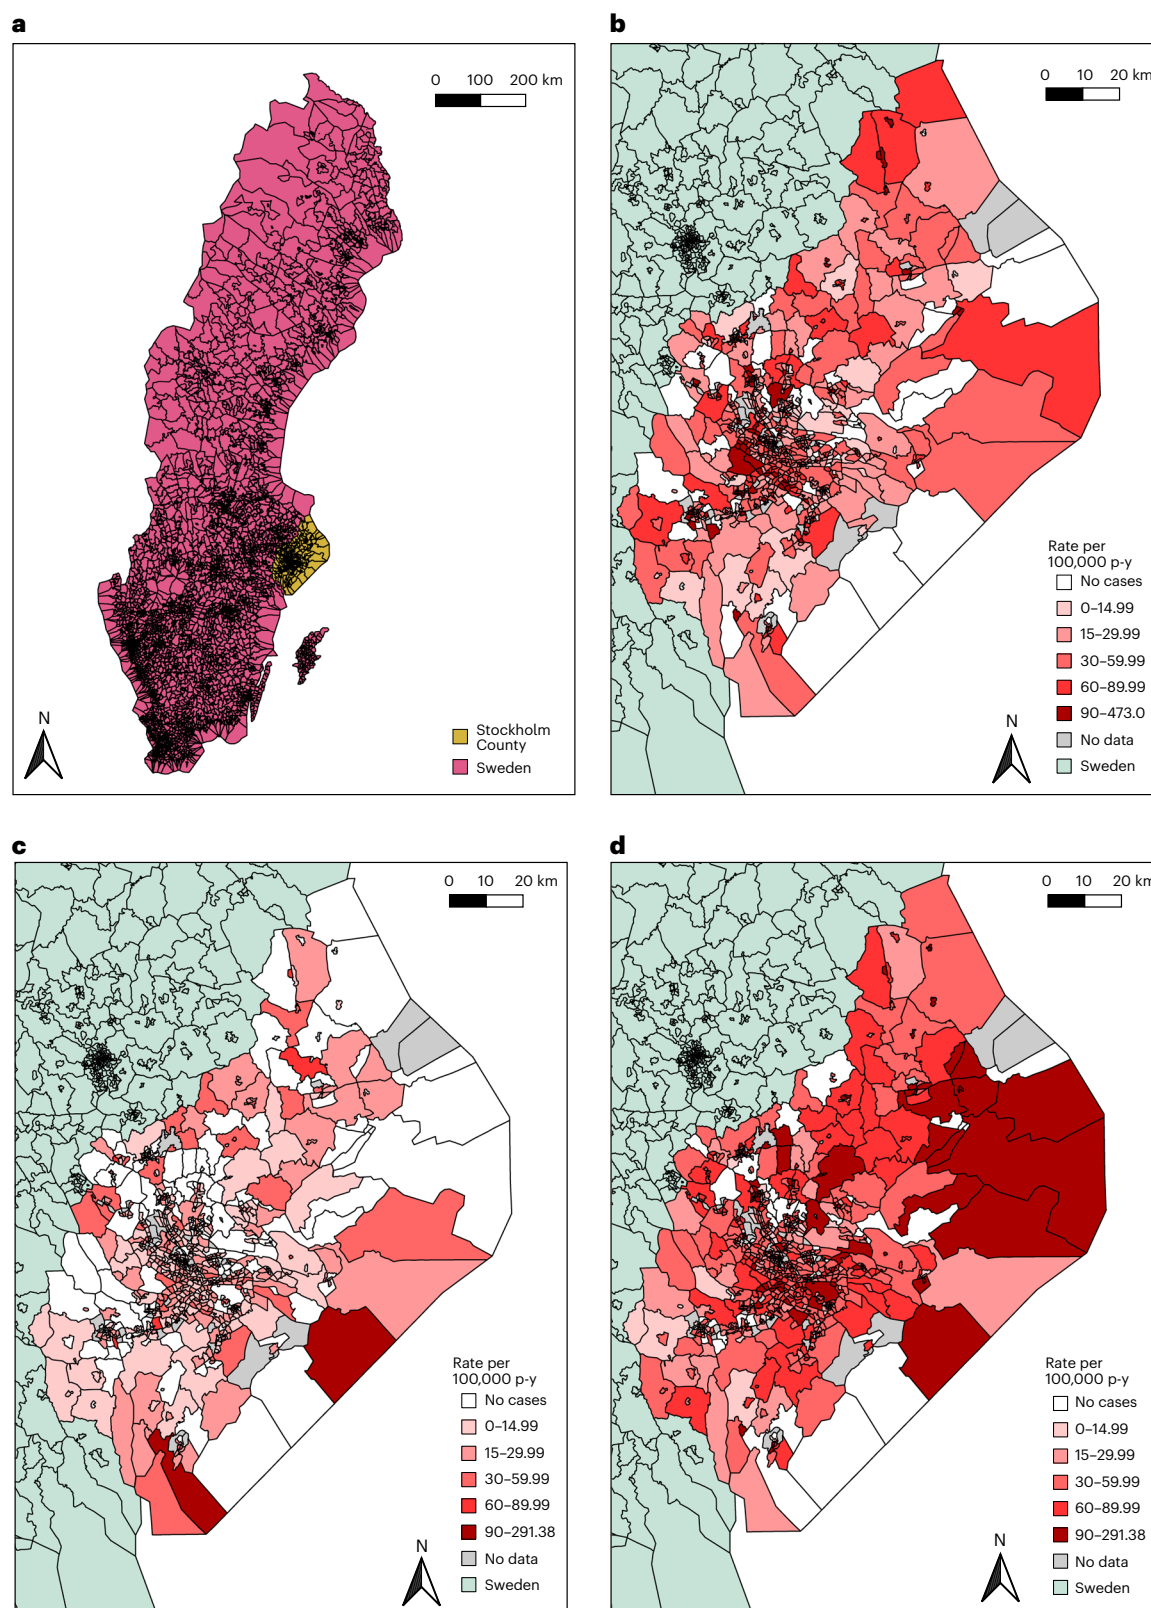 a
0 100 200 km
N
Stockholm
County
Sweden
b
0 10 20 km
Rate per
100,000 p-y
No cases
0–14.99
15–29.99
30–59.99
60–89.99
90–473.0
No data
Sweden
N
c
0 10 20 km
Rate per
100,000 p-y
No cases
0–14.99
15–29.99
30–59.99
60–89.99
90–291.38
No data
Sweden
N
d
0 10 20 km
Rate per
100,000 p-y
No cases
0–14.99
15–29.99
30–59.99
60–89.99
90–291.38
No data
Sweden
N